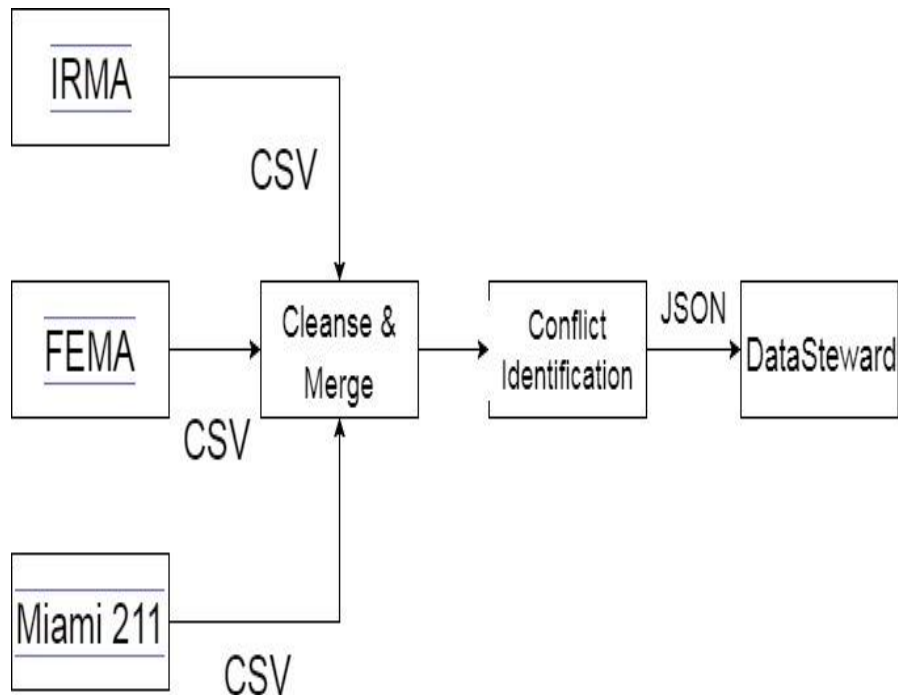 IRMA
CSV
FEMA
CSV
Cleanse &
Merge
Conflict
Identification
JSON
DataSteward
Miami 211
CSV